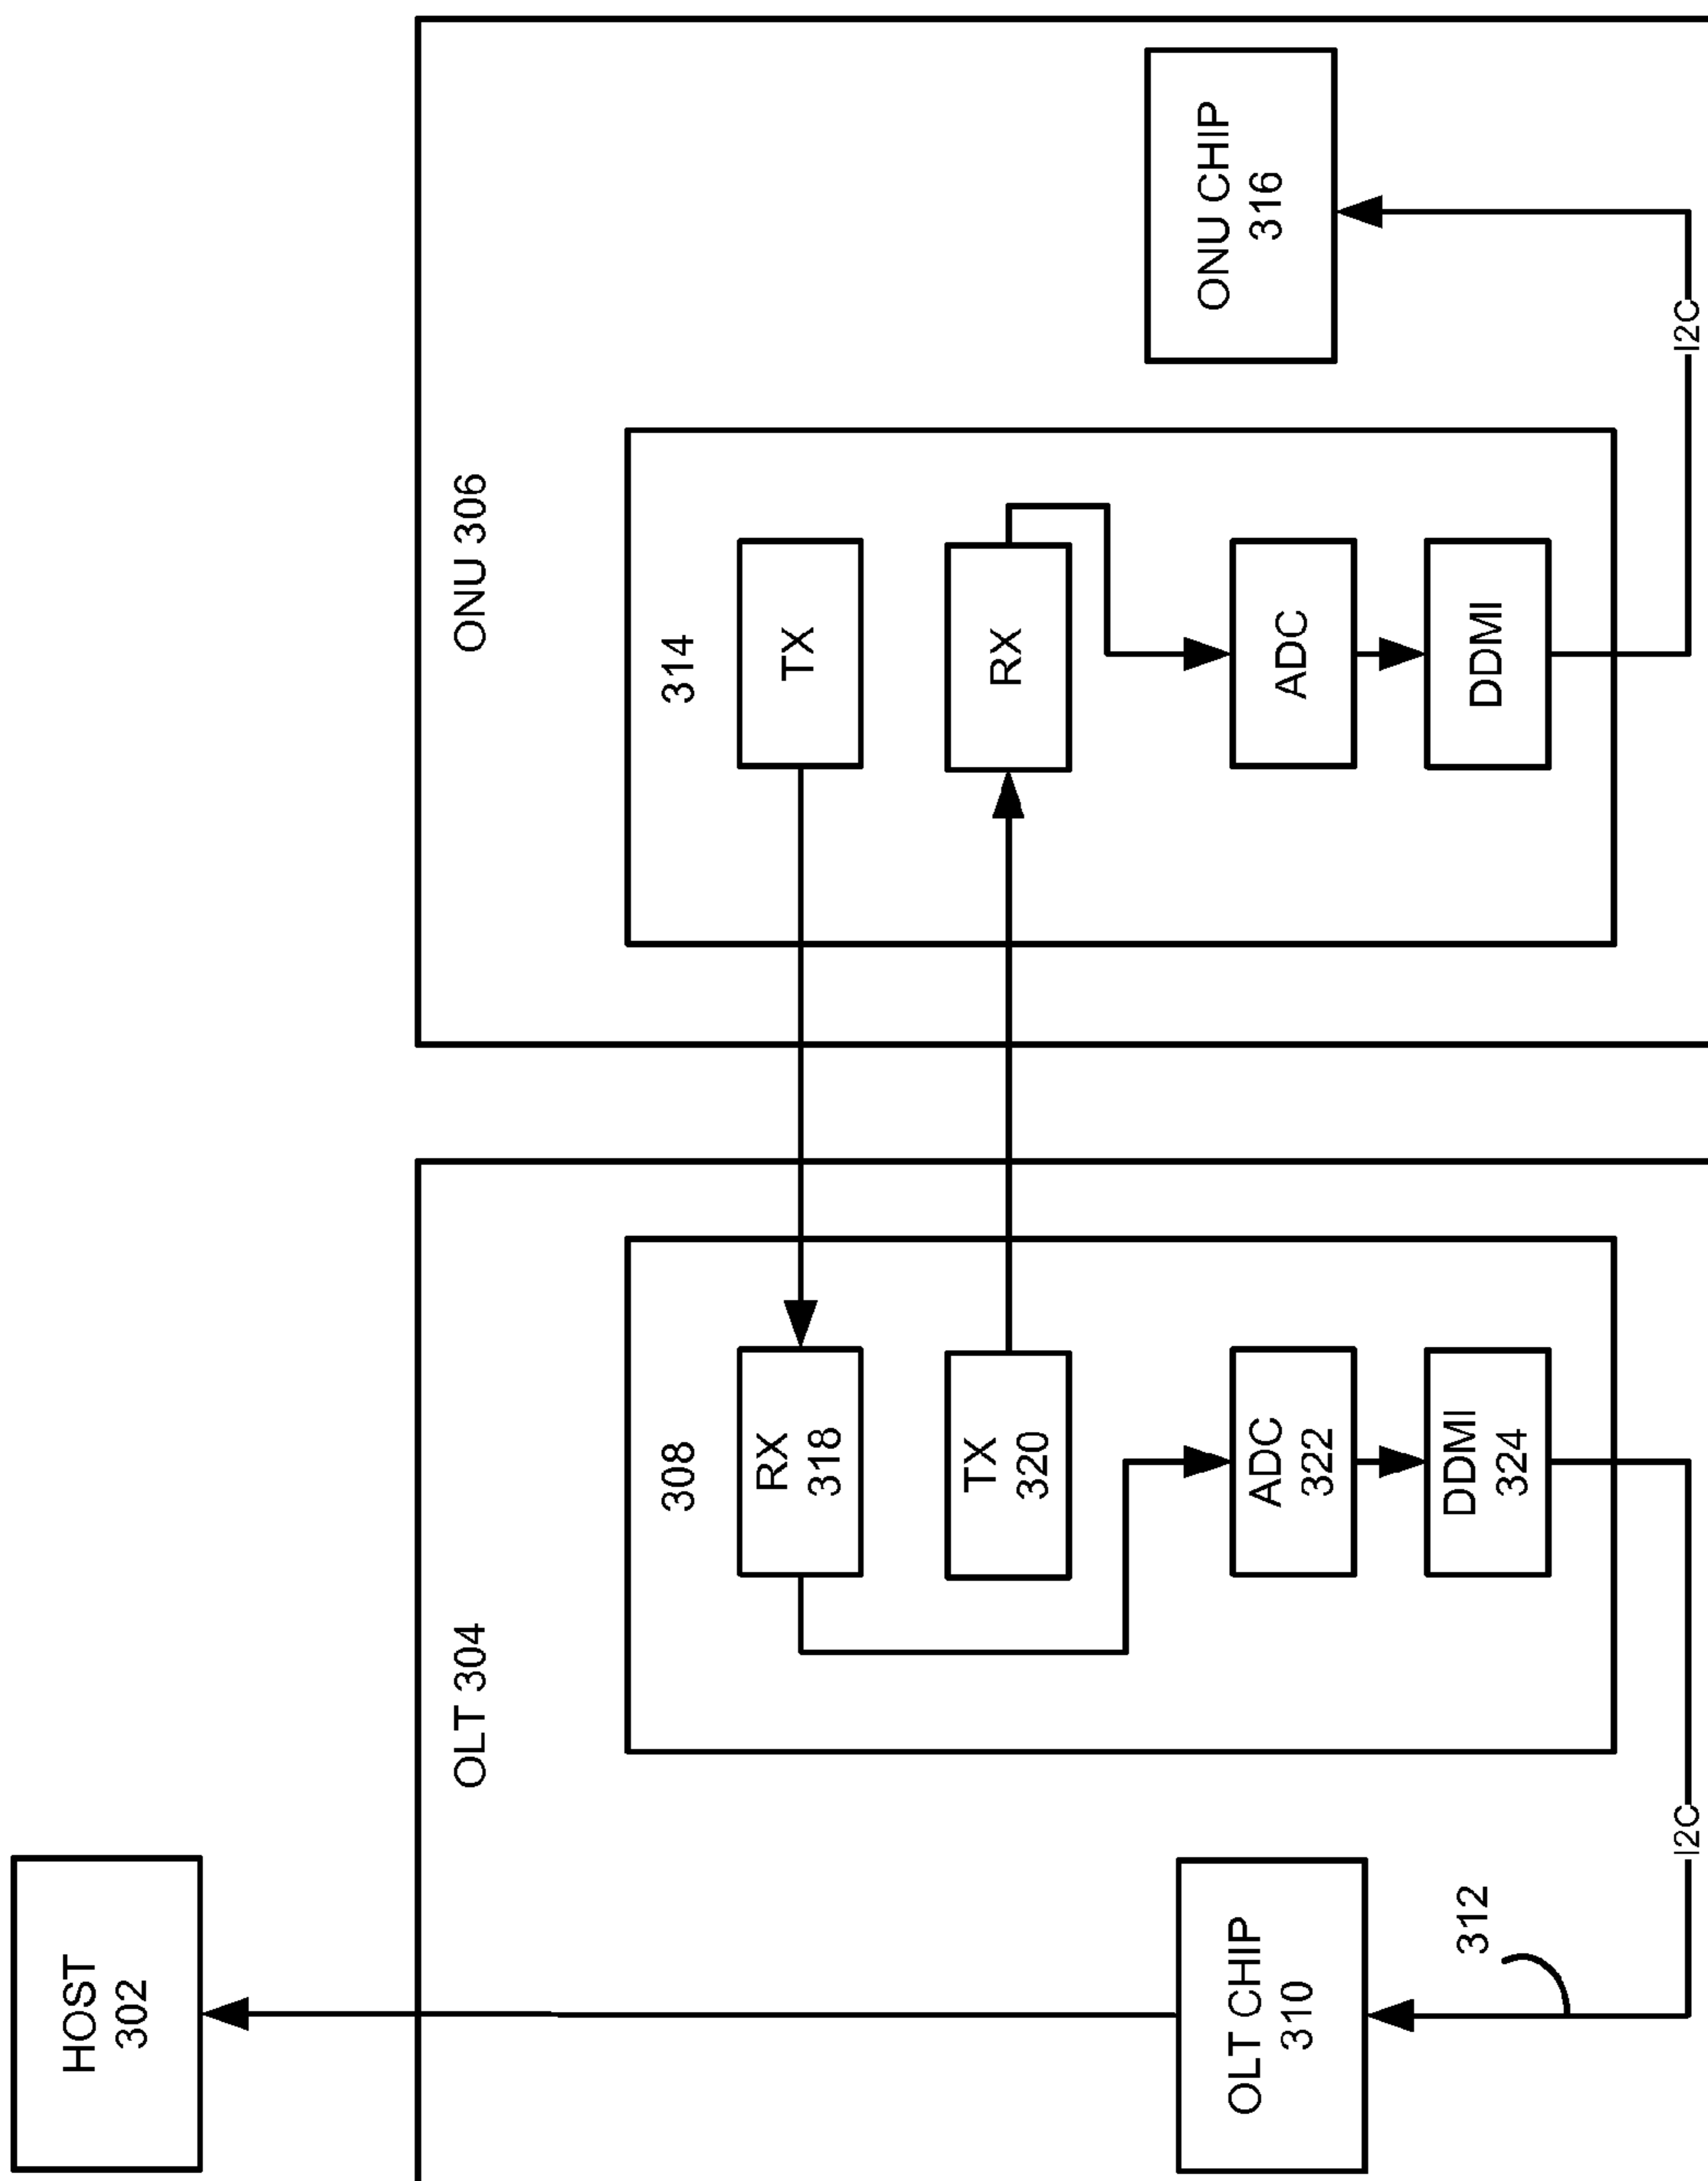 HOST
302
OLT 304
ONU 306
308
RX
318
TX
320
ADC
322
DDMI
324
OLT CHIP
310
312
I2C
314
TX
RX
ADC
DDMI
ONU CHIP
316
I2C